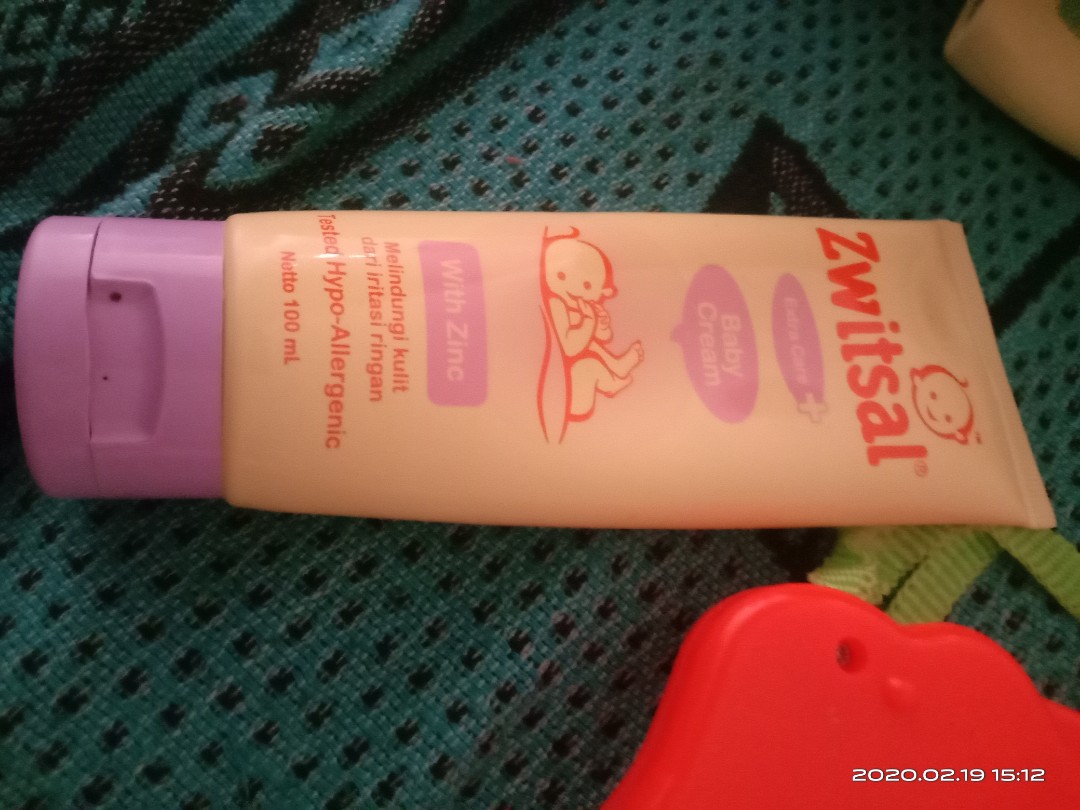 zwitsal®
Extra Care
Baby
Cream
With Zinc
Melindungi kulit
dari iritasi ringan
Tested Hypo-Allergenic
Netto 100 mL
2020.02.19 15:12